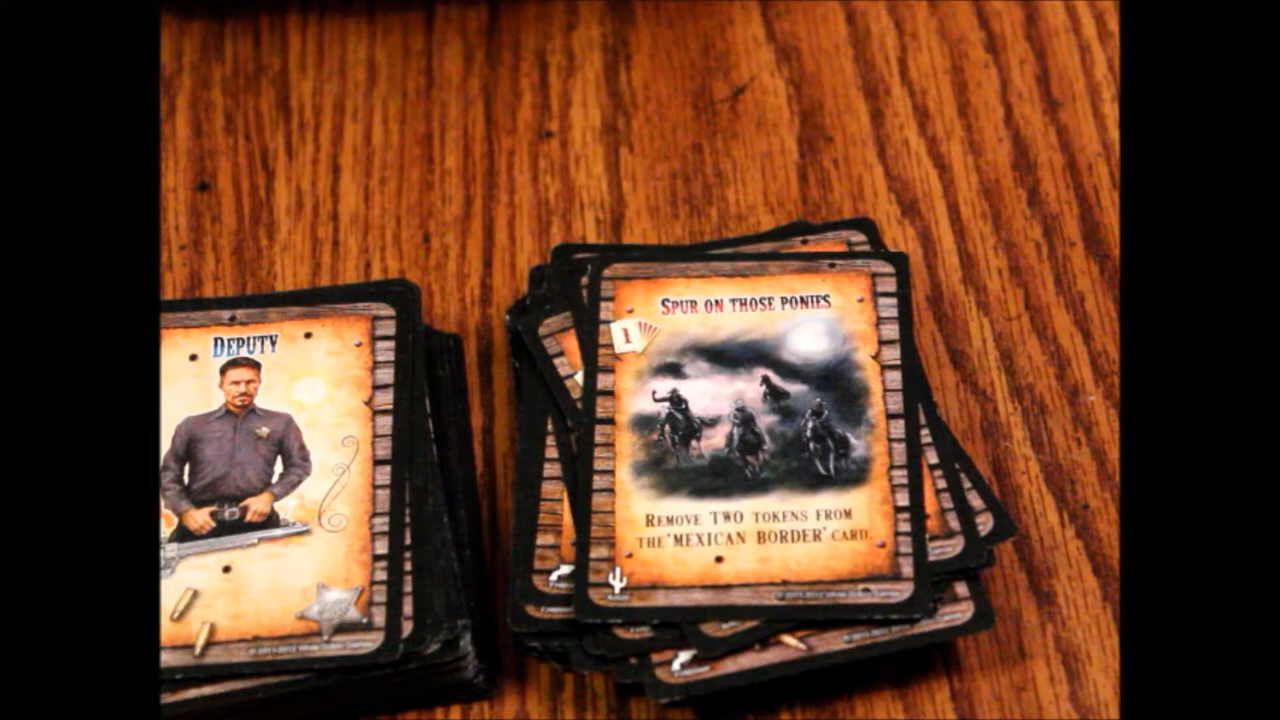 DEPUTY
SPUR ON THOSE PONIES
1
REMOVE TWO TOKENS FROM
THE 'MEXICAN BORDER' CARD.